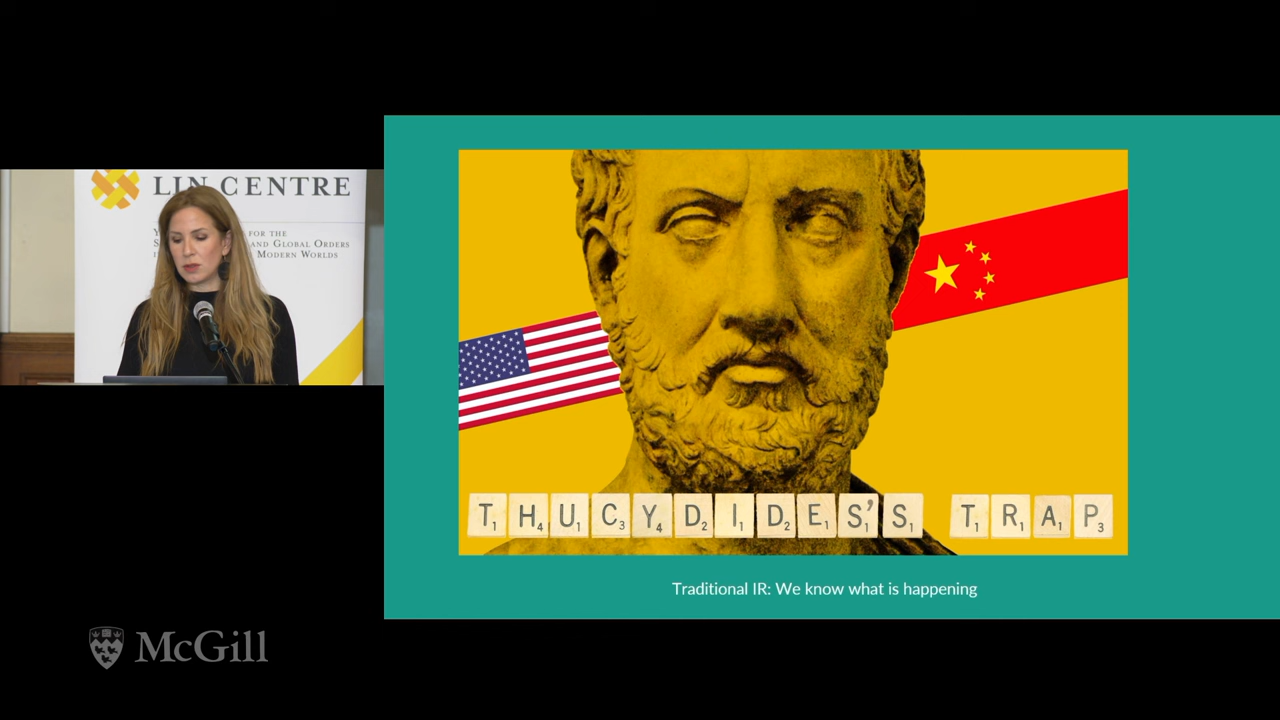 LIN CENTRE
FOR THE
AND GLOBAL ORDERS
MODERN WORLDS
THUCYDIDES'S TRAP
Traditional IR: We know what is happening
McGill